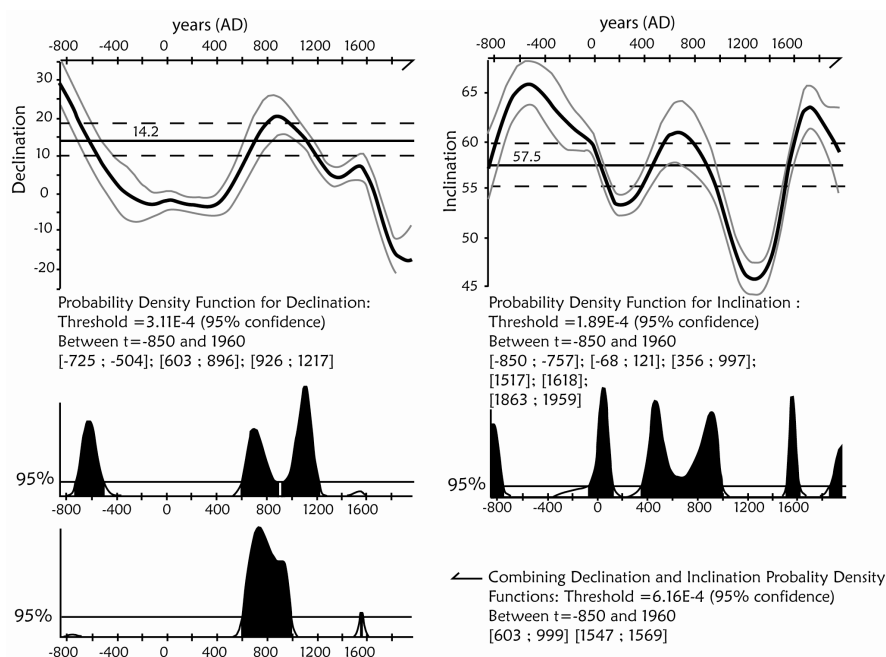 years (AD)
-800 -400 0 400 800 1200 1600
30
20
10
0
-10
-20
Declination
14.2
Probability Density Function for Declination:
Threshold =3.11E-4 (95% confidence)
Between t=-850 and 1960
[-725 ; -504]; [603 ; 896]; [926 ; 1217]
95%
-800 -400 0 400 800 1200 1600
95%
-800 -400 0 400 800 1200 1600
years (AD)
-800 -400 0 400 800 1200 1600
65
60
55
50
45
Inclination
57.5
Probability Density Function for Inclination :
Threshold =1.89E-4 (95% confidence)
Between t=-850 and 1960
[-850 ; -757]; [-68 ; 121]; [356 ; 997];
[1517]; [1618];
[1863 ; 1959]
95%
-800 -400 0 400 800 1200 1600
Combining Declination and Inclination Probality Density
Functions: Threshold =6.16E-4 (95% confidence)
Between t=-850 and 1960
[603 ; 999] [1547 ; 1569]